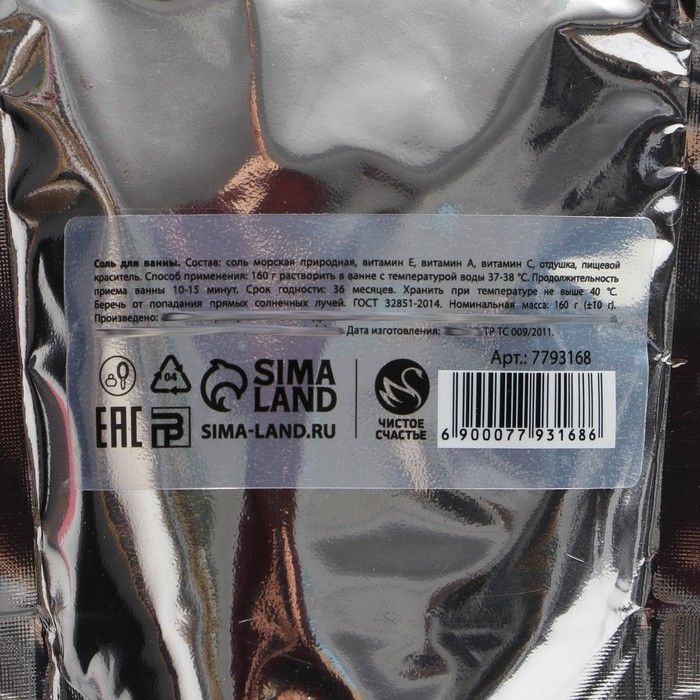 Соль для ванны. Состав: соль морская природная, витамин Е, витамин А, витамин С, отдушка, пищевой
краситель. Способ применения: 160 г растворить в ванне с температурой воды 37-38 °С. Продолжительность
приема ванны 10-15 минут. Срок годности: 36 месяцев. Хранить при температуре не выше 40 °С.
Беречь от попадания прямых солнечных лучей. ГОСТ 32851-2014. Номинальная масса: 160 г (±10 г).
Произведено:
Дата изготовления: ТР ТС 009/2011.
Арт.: 7793168
04
SIMA
LAND
SIMA-LAND.RU
ЧИСТОЕ
СЧАСТЬЕ
EAC
6 900077 931686